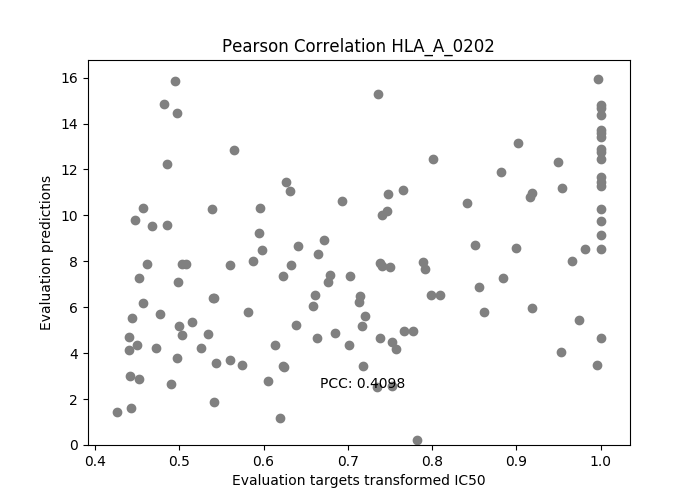 Pearson Correlation HLA_A_0202
16
14
12
10
8
6
4
2
0
Evaluation predictions
PCC: 0.4098
0.4 0.5 0.6 0.7 0.8 0.9 1.0
Evaluation targets transformed IC50